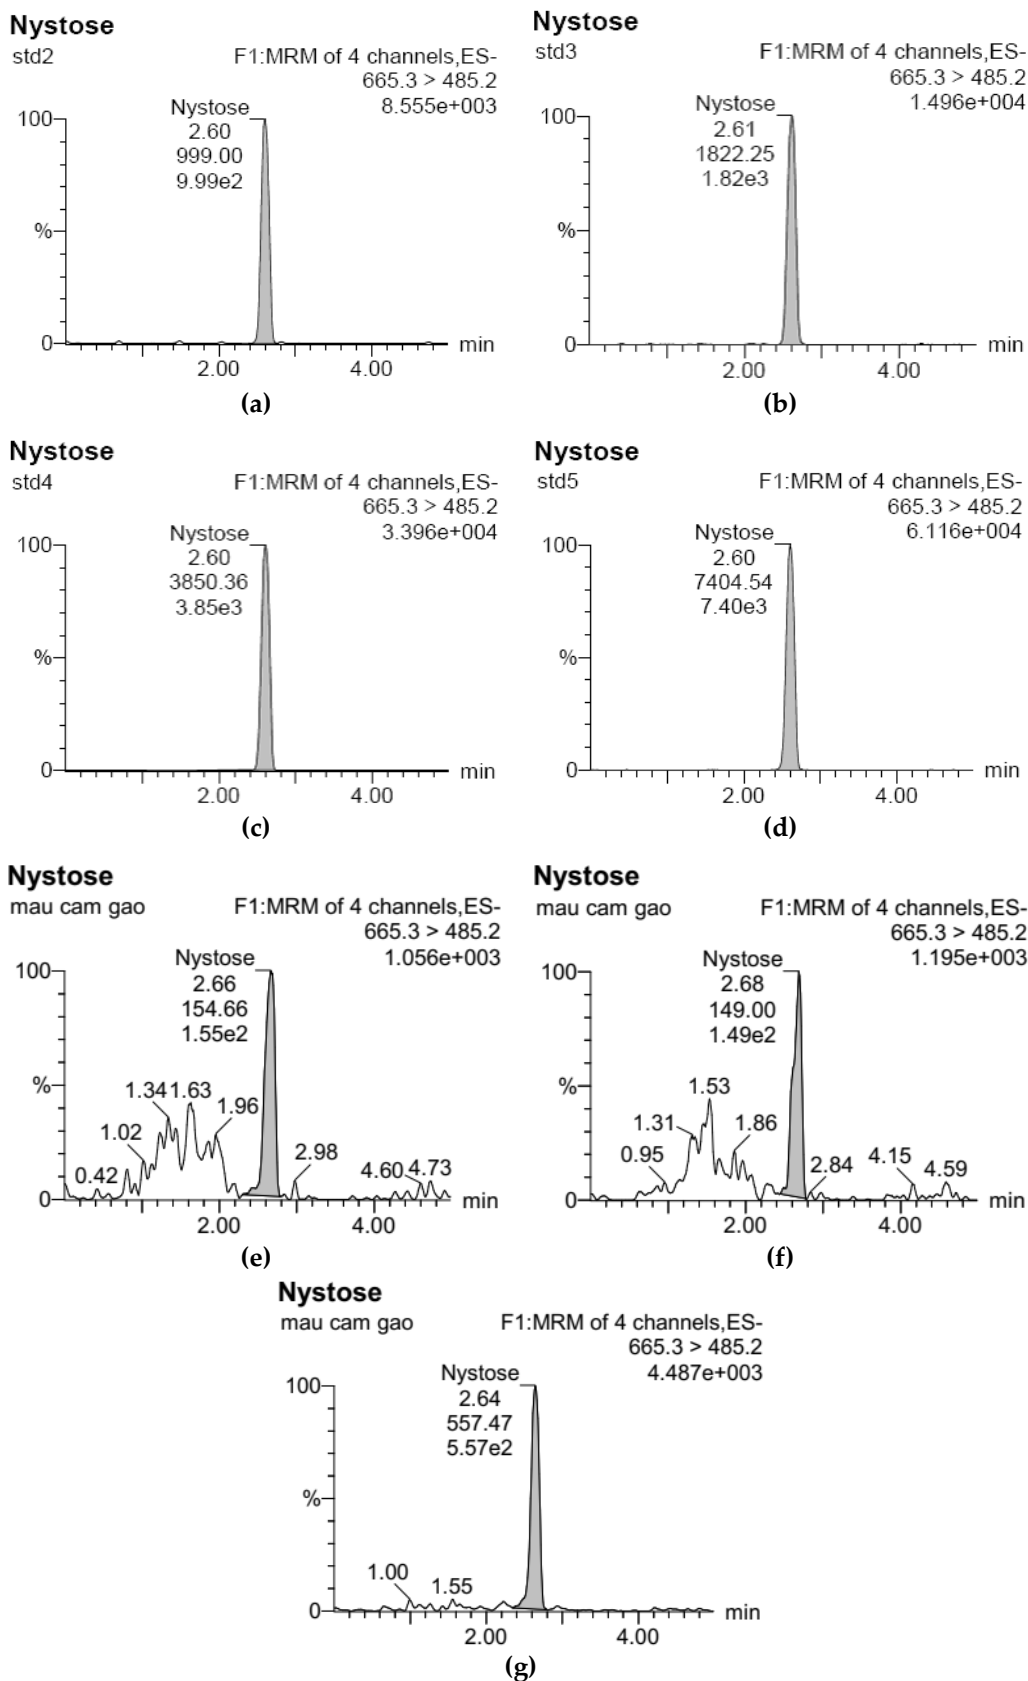 Nystose
std2
F1:MRM of 4 channels,ES-
665.3 > 485.2
8.555e+003
Nystose
2.60
999.00
9.99e2
100
%
0
2.00
4.00
min
(a)
Nystose
std3
F1:MRM of 4 channels,ES-
665.3 > 485.2
1.496e+004
Nystose
2.61
1822.25
1.82e3
100
%
0
2.00
4.00
min
(b)
Nystose
std4
F1:MRM of 4 channels,ES-
665.3 > 485.2
3.396e+004
Nystose
2.60
3850.36
3.85e3
100
%
0
2.00
4.00
min
(c)
Nystose
std5
F1:MRM of 4 channels,ES-
665.3 > 485.2
6.116e+004
Nystose
2.60
7404.54
7.40e3
100
%
0
2.00
4.00
min
(d)
Nystose
mau cam gao
F1:MRM of 4 channels,ES-
665.3 > 485.2
1.056e+003
Nystose
2.66
154.66
1.55e2
100
%
0
0.42
1.02
1.34
1.63
1.96
2.98
4.60
4.73
2.00
4.00
min
(e)
Nystose
mau cam gao
F1:MRM of 4 channels,ES-
665.3 > 485.2
1.195e+003
Nystose
2.68
149.00
1.49e2
100
%
0
0.95
1.31
1.53
1.86
2.84
4.15
4.59
2.00
4.00
min
(f)
Nystose
mau cam gao
F1:MRM of 4 channels,ES-
665.3 > 485.2
4.487e+003
Nystose
2.64
557.47
5.57e2
100
%
0
1.00
1.55
2.00
4.00
min
(g)